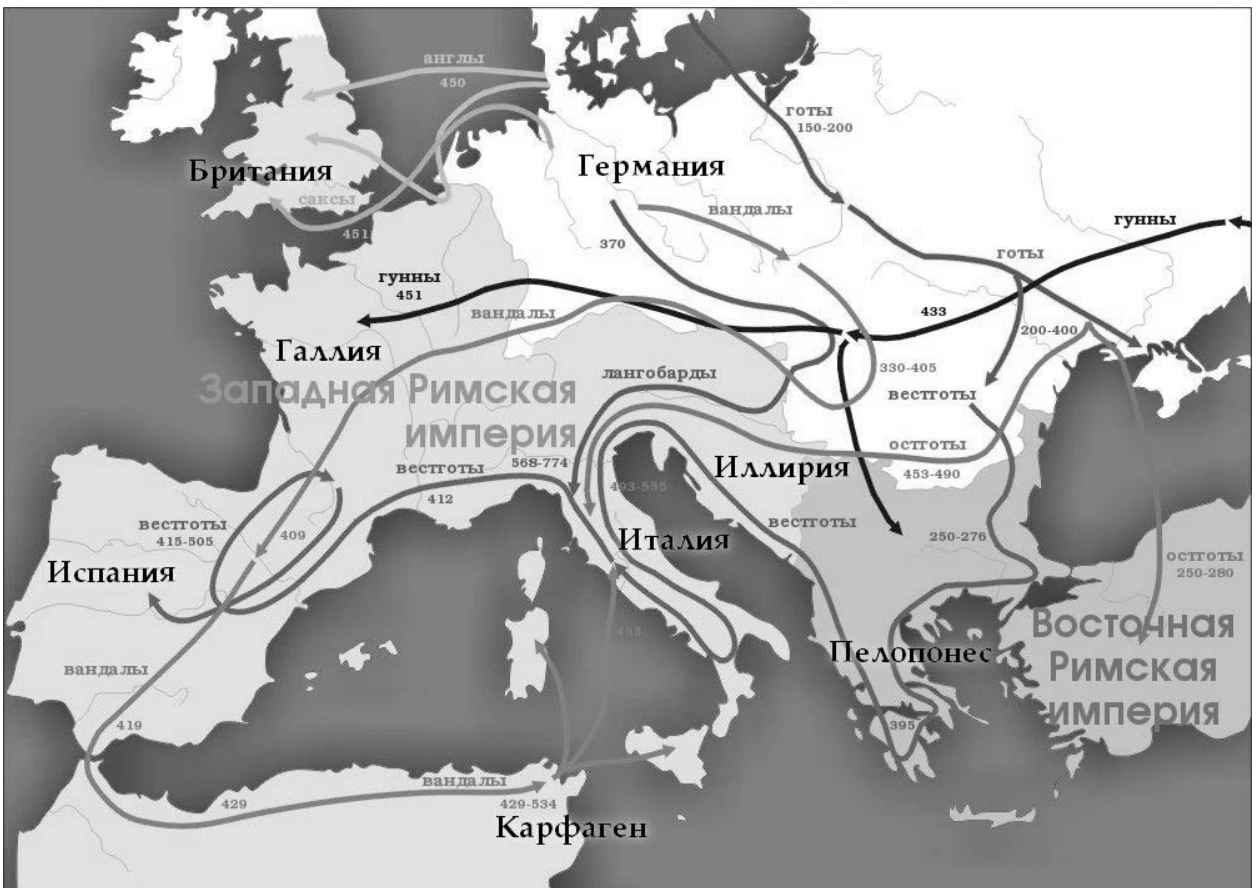 англы
450
готы
150-200
Британия
Германия
саксы
451
вандалы
370
гунны
готы
гунны
451
вандалы
433
200-400
Галлия
330-405
Западная Римская
империя
лангобарды
вестготы
остготы
453-490
вестготы
412
568-774
493-555
Иллирия
вестготы
415-505
409
вестготы
250-276
Италия
Испания
остготы
250-280
455
Восточная
Римская
империя
Пелопонес
вандалы
419
395
вандалы
429
429-534
Карфаген